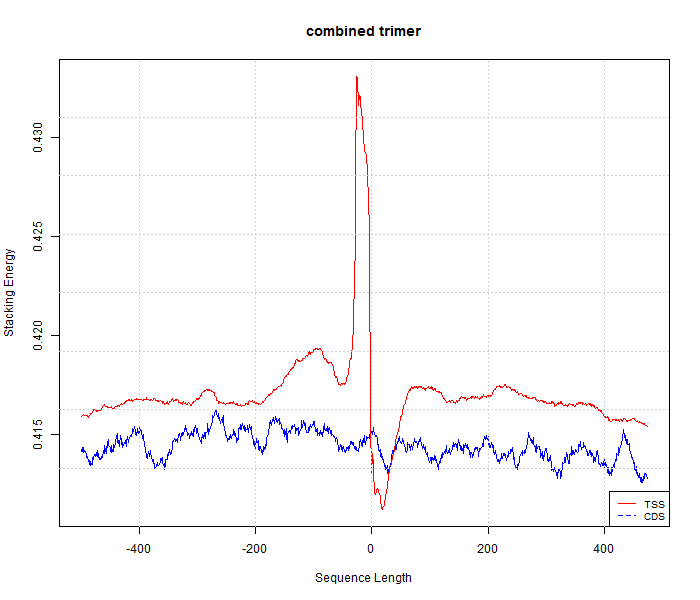 combined trimer
Stacking Energy
0.430
0.425
0.420
0.415
-400
-200
0
200
400
Sequence Length
TSS
CDS